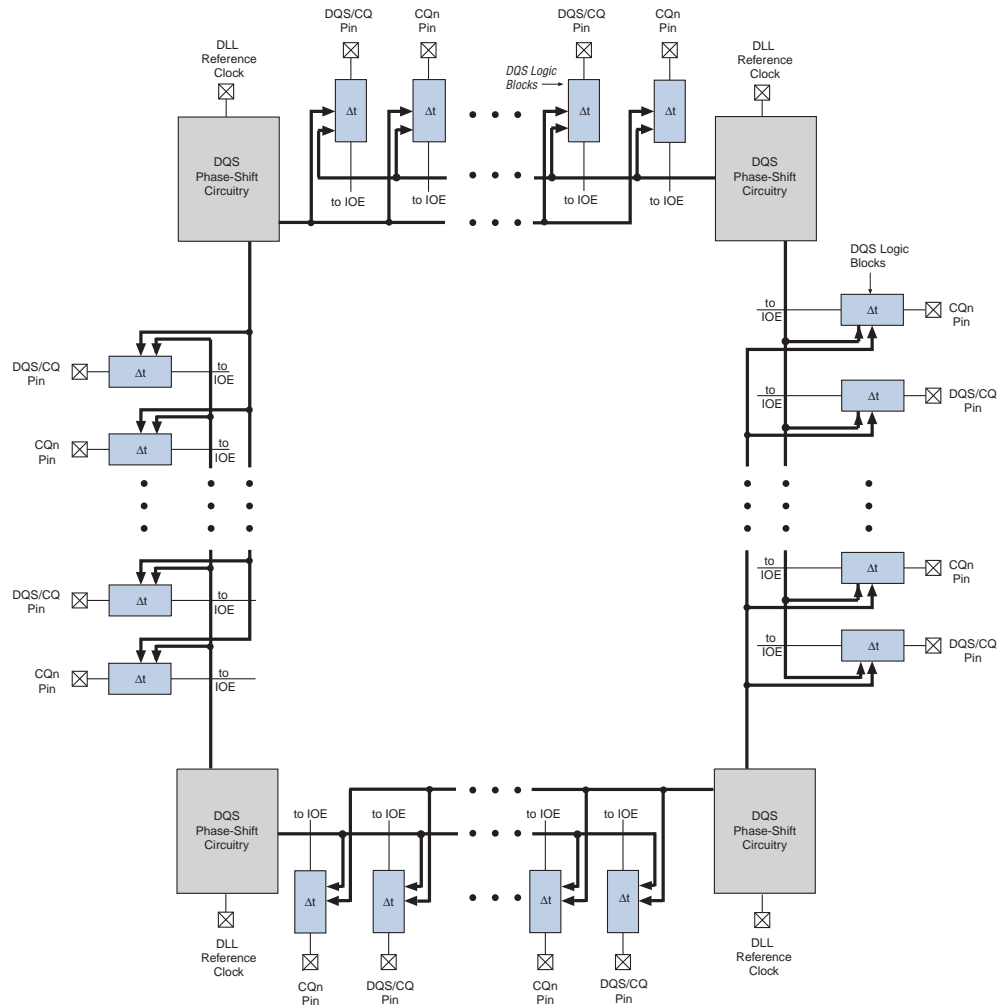 DQS/CQ
Pin
CQn
Pin
DQS/CQ
Pin
CQn
Pin
DLL
Reference
Clock
DQS Logic
Blocks
DLL
Reference
Clock
Δt
Δt
Δt
Δt
DQS
Phase-Shift
Circuitry
DQS
Phase-Shift
Circuitry
to IOE
to IOE
to IOE
to IOE
DQS Logic
Blocks
to
IOE
Δt
CQn
Pin
DQS/CQ
Pin
Δt
to
IOE
to
IOE
Δt
DQS/CQ
Pin
CQn
Pin
Δt
to
IOE
to
IOE
Δt
CQn
Pin
DQS/CQ
Pin
Δt
to
IOE
to
IOE
Δt
DQS/CQ
Pin
CQn
Pin
Δt
to
IOE
DQS
Phase-Shift
Circuitry
to IOE
to IOE
to IOE
to IOE
DQS
Phase-Shift
Circuitry
Δt
Δt
Δt
Δt
DLL
Reference
Clock
DLL
Reference
Clock
CQn
Pin
DQS/CQ
Pin
CQn
Pin
DQS/CQ
Pin